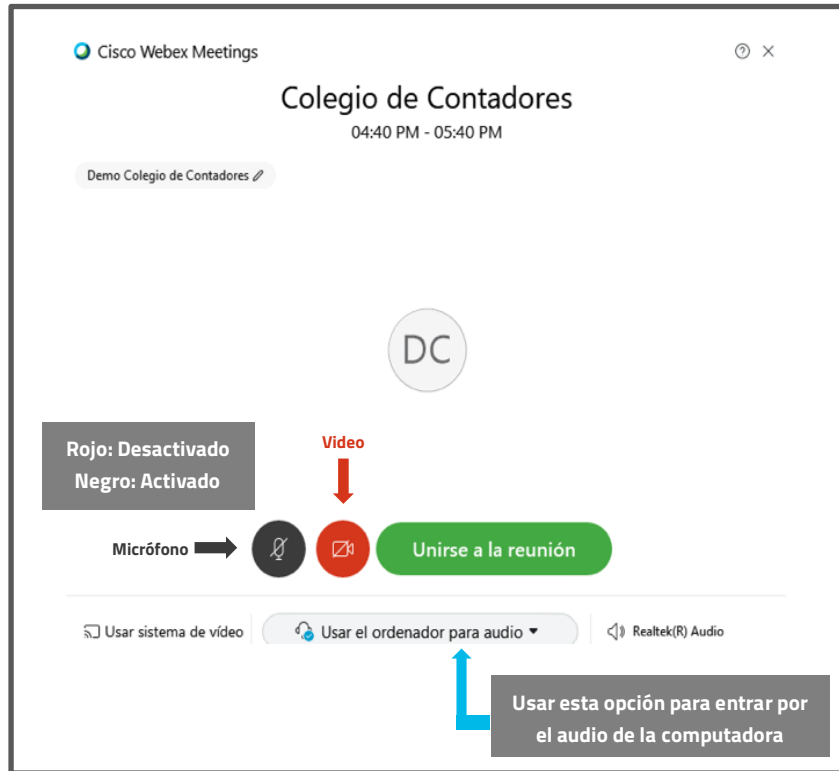 Cisco Webex Meetings
Colegio de Contadores
04:40 PM - 05:40 PM
Demo Colegio de Contadores
DC
Rojo: Desactivado
Negro: Activado
Video
Micrófono
Unirse a la reunión
Usar sistema de vídeo
Usar el ordenador para audio
Realtek(R) Audio
Usar esta opción para entrar por
el audio de la computadora